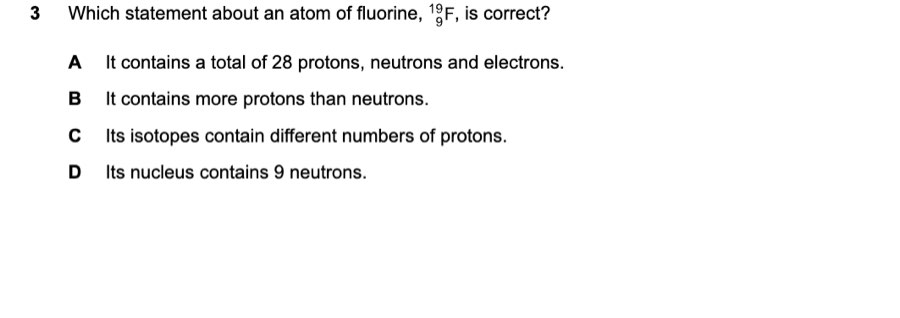 3 Which statement about an atom of fluorine, ¹⁹₉F, is correct?
A It contains a total of 28 protons, neutrons and electrons.
B It contains more protons than neutrons.
C Its isotopes contain different numbers of protons.
D Its nucleus contains 9 neutrons.